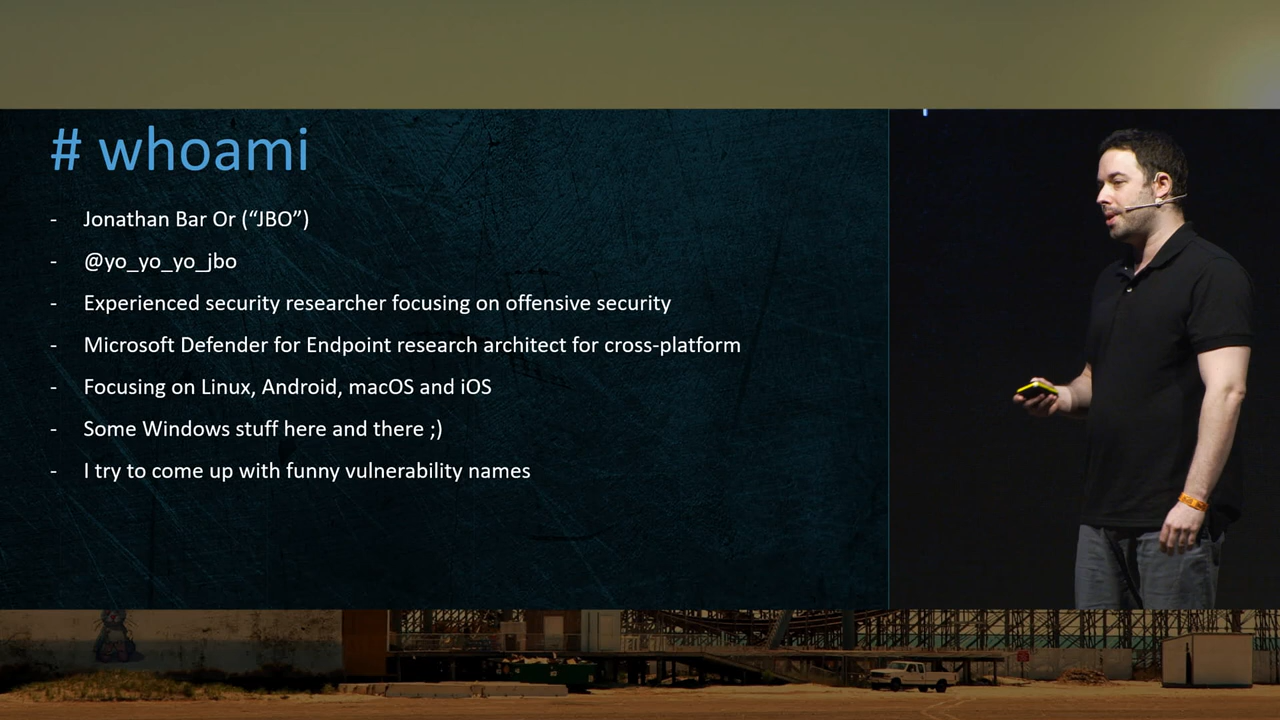 # whoami
- Jonathan Bar Or (“JBO”)
- @yo_yo_yo_jbo
- Experienced security researcher focusing on offensive security
- Microsoft Defender for Endpoint research architect for cross-platform
- Focusing on Linux, Android, macOS and iOS
- Some Windows stuff here and there ;)
- I try to come up with funny vulnerability names